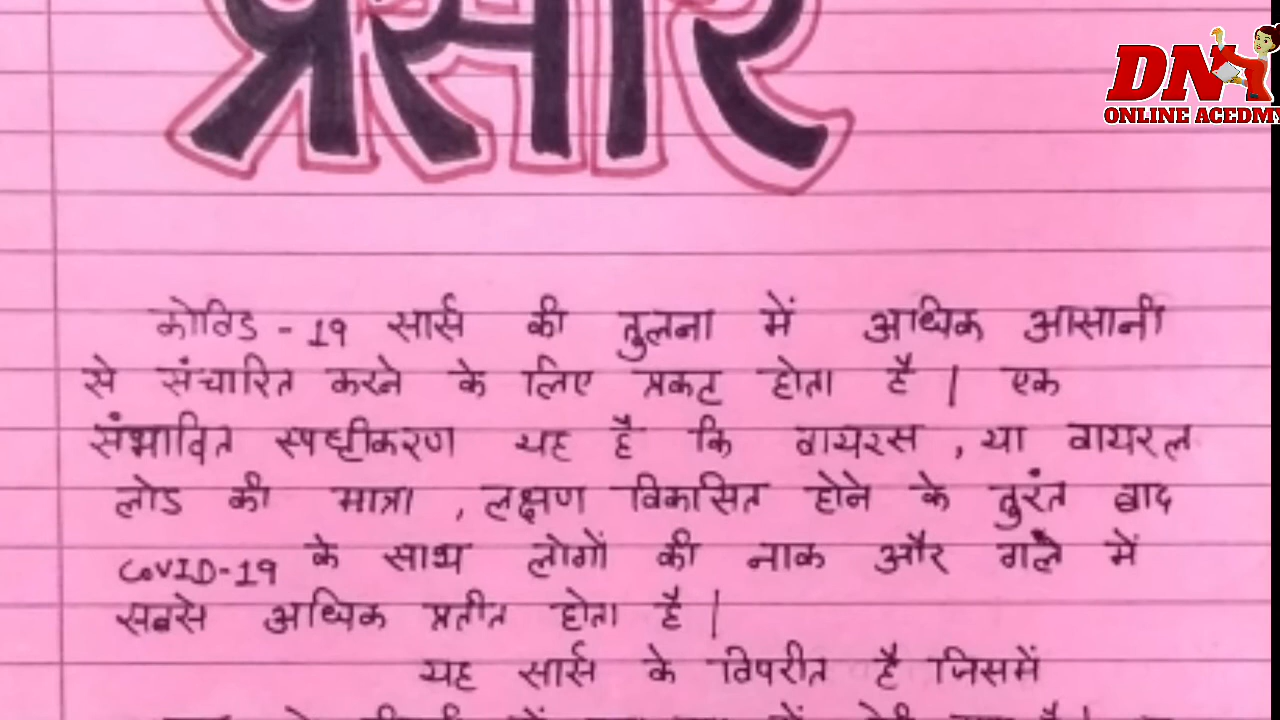 प्रसार
DN
ONLINE ACEDMY
कोविड - 19 सार्स की तुलना में अधिक आसानी
से संचारित करने के लिए प्रकट होता है । एक
संभावित स्पष्टीकरण यह है कि वायरस , या वायरल
लोड की मात्रा , लक्षण विकसित होने के तुरंत बाद
COVID-19 के साथ लोगों की नाक और गले में
सबसे अधिक प्रतीत होता है ।
यह सार्स के विपरीत है जिसमें